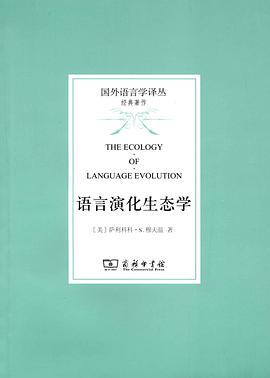 国外语言学译丛
经典著作
THE ECOLOGY
· OF ·
LANGUAGE EVOLUTION
语言演化生态学
〔美〕萨利科科·S.穆夫温 著
商务印书馆
The Commercial Press